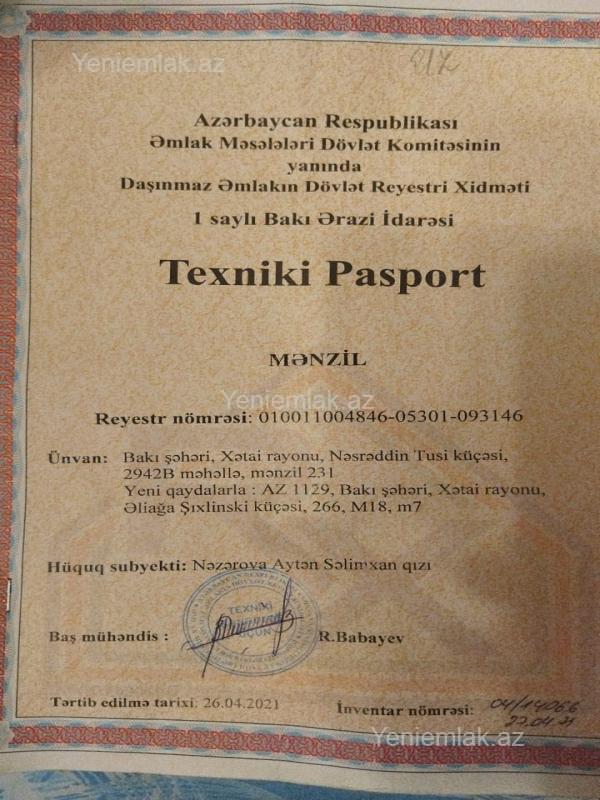 Yeniemlak.az
Azərbaycan Respublikası
Əmlak Məsələləri Dövlət Komitəsinin
yanında
Daşınmaz Əmlakın Dövlət Reyestri Xidməti
1 saylı Bakı Ərazi İdarəsi
Texniki Pasport
MƏNZİL
Yeniemlak.az
Reyestr nömrəsi: 010011004846-05301-093146
Ünvan: Bakı şəhəri, Xətai rayonu, Nəsrəddin Tusi küçəsi,
2942B məhəllə, mənzil 231
Yeni qaydalarla : AZ 1129, Bakı şəhəri, Xətai rayonu,
Əliağa Şıxlinski küçəsi, 266, M18, m7
Hüquq subyekti: Nəzərova Aytən Səlimxan qızı
TEXNİKİ
Baş mühəndis : R.Babayev
Tərtib edilmə tarixi: 26.04.2021
İnventar nömrəsi: 04/14066
27.04.21
Yeniemlak.az